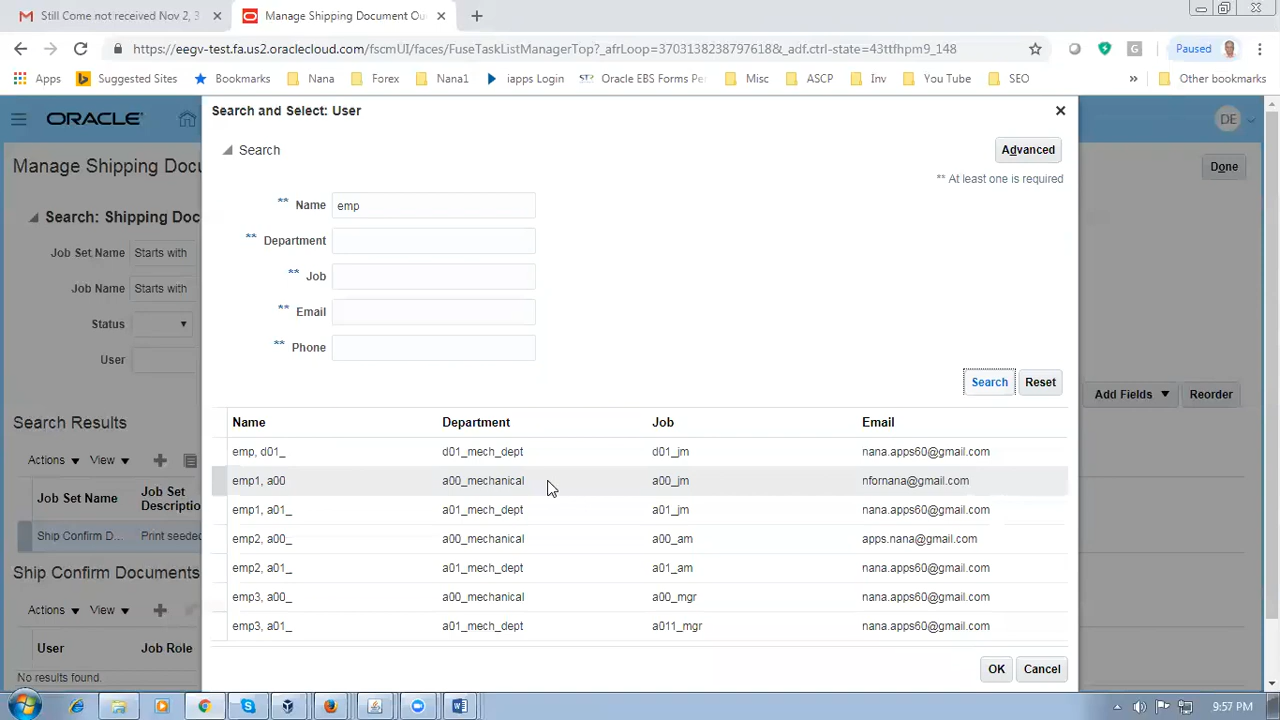 Still Come not received Nov 2, 3
Manage Shipping Document Ou
https://eegv-test.fa.us2.oraclecloud.com/fscmUI/faces/FuseTaskListManagerTop?_afrLoop=37031382387976188&_adf.ctrl-state=43ttfhpm9_148
Paused
Apps
Suggested Sites
Bookmarks
Nana
Forex
Nana1
iapps Login
Oracle EBS Forms Pe
Misc
ASCP
Inv
You Tube
SEO
»
Other bookmarks
ORACLE
DE
Search and Select: User
Manage Shipping Docu
Done
Search
Advanced
** At least one is required
Search: Shipping Doc
** Name emp
Job Set Name Starts with
** Department
** Job
Job Name Starts with
** Email
Status
** Phone
User
Search Reset
Add Fields
Reorder
Search Results
Name Department Job Email
emp, d01_ d01_mech_dept d01_jm nana.apps60@gmail.com
Actions View
emp1, a00 a00_mechanical a00_jm nfornana@gmail.com
Job Set Name
Job Set
Descriptio
emp1, a01_ a01_mech_dept a01_jm nana.apps60@gmail.com
Ship Confirm D... Print seeded
emp2, a00_ a00_mechanical a00_am apps.nana@gmail.com
Ship Confirm Documents
emp2, a01_ a01_mech_dept a01_am nana.apps60@gmail.com
emp3, a00_ a00_mechanical a00_mgr nana.apps60@gmail.com
Actions View
emp3, a01_ a01_mech_dept a011_mgr nana.apps60@gmail.com
User Job Role
OK Cancel
No results found.
9:57 PM